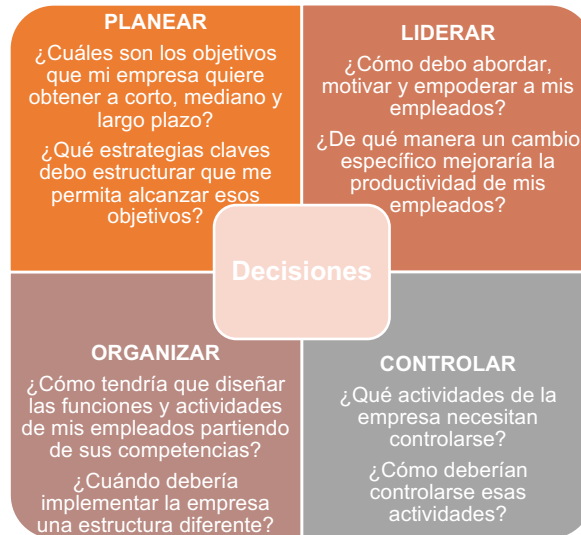 PLANEAR
¿Cuáles son los objetivos
que mi empresa quiere
obtener a corto, mediano y
largo plazo?
¿Qué estrategias claves
debo estructurar que me
permita alcanzar esos
objetivos?
LIDERAR
¿Cómo debo abordar,
motivar y empoderar a mis
empleados?
¿De qué manera un cambio
específico mejoraría la
productividad de mis
empleados?
Decisiones
ORGANIZAR
¿Cómo tendría que diseñar
las funciones y actividades
de mis empleados partiendo
de sus competencias?
¿Cuándo debería
implementar la empresa
una estructura diferente?
CONTROLAR
¿Qué actividades de la
empresa necesitan
controlarse?
¿Cómo deberían
controlarse esas
actividades?